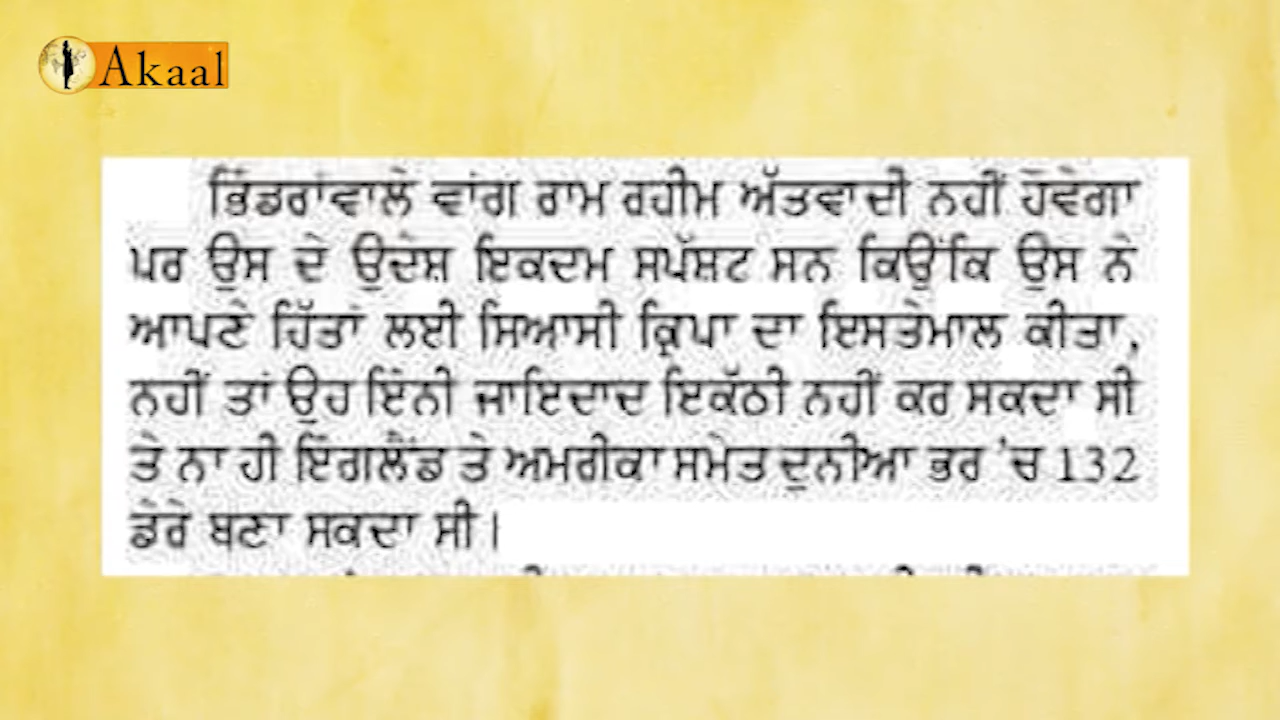 Akaal
ਭਿੰਡਰਾਂਵਾਲੇ ਵਾਂਗ ਰਾਮ ਰਹੀਮ ਅੱਤਵਾਦੀ ਨਹੀਂ ਹੋਵੇਗਾ
ਪਰ ਉਸ ਦੇ ਉਦੇਸ਼ ਇਕਦਮ ਸਪੱਸ਼ਟ ਸਨ ਕਿਉਂਕਿ ਉਸ ਨੇ
ਆਪਣੇ ਹਿੱਤਾਂ ਲਈ ਸਿਆਸੀ ਕ੍ਰਿਪਾ ਦਾ ਇਸਤੇਮਾਲ ਕੀਤਾ,
ਨਹੀਂ ਤਾਂ ਉਹ ਇੰਨੀ ਜਾਇਦਾਦ ਇਕੱਠੀ ਨਹੀਂ ਕਰ ਸਕਦਾ ਸੀ
ਤੇ ਨਾ ਹੀ ਇੰਗਲੈਂਡ ਤੇ ਅਮਰੀਕਾ ਸਮੇਤ ਦੁਨੀਆ ਭਰ 'ਚ 132
ਡੇਰੇ ਬਣਾ ਸਕਦਾ ਸੀ।